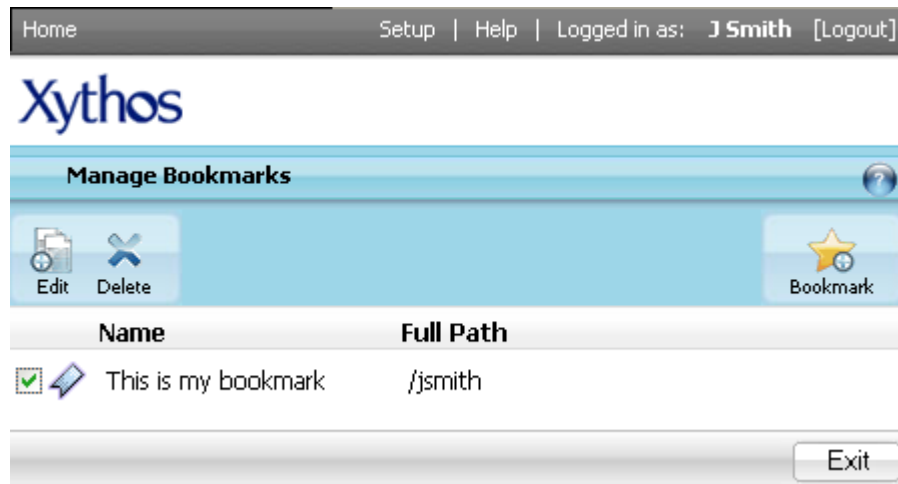 Home Setup | Help | Logged in as: J Smith [Logout]
Xythos
Manage Bookmarks ?
Edit Delete Bookmark
Name Full Path
This is my bookmark /jsmith
Exit